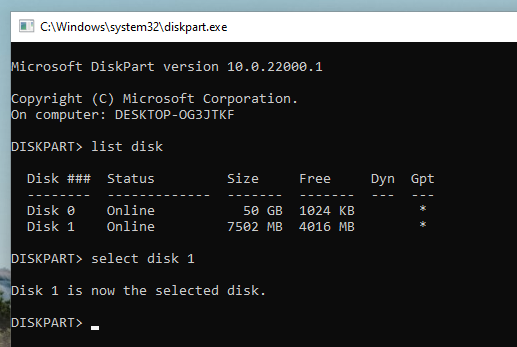 C:\Windows\system32\diskpart.exe
Microsoft DiskPart version 10.0.22000.1
Copyright (C) Microsoft Corporation.
On computer: DESKTOP-OG3JTKF
DISKPART> list disk
  Disk ###  Status         Size     Free     Dyn  Gpt
  --------  -------------  -------  -------  ---  ---
  Disk 0    Online           50 GB  1024 KB        *
  Disk 1    Online         7502 MB  4016 MB        *
DISKPART> select disk 1
Disk 1 is now the selected disk.
DISKPART>